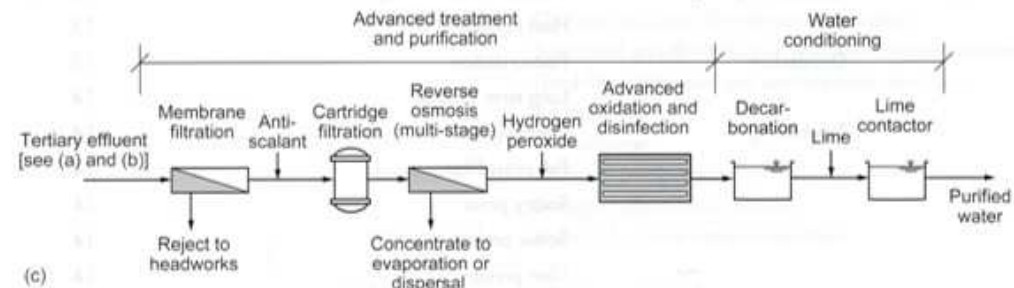 Advanced treatment
and purification
Water
conditioning
Membrane
filtration
Anti-
scalant
Cartridge
filtration
Reverse
osmosis
(multi-stage)
Hydrogen
peroxide
Advanced
oxidation and
disinfection
Decar-
bonation
Lime
Lime
contactor
Tertiary effluent
[see (a) and (b)]
Purified
water
Reject to
headworks
Concentrate to
evaporation or
dispersal
(c)